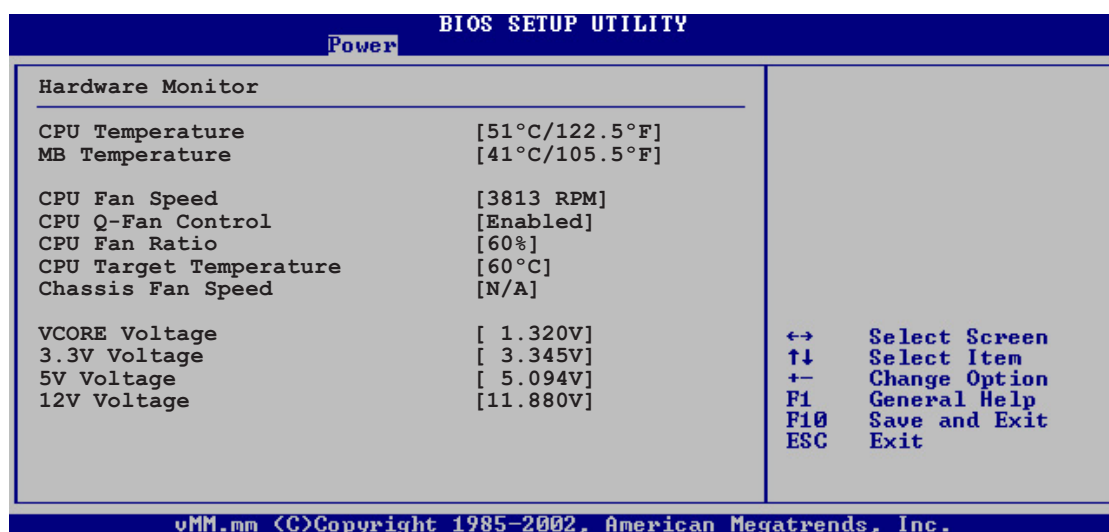 BIOS SETUP UTILITY
Power
Hardware Monitor
CPU Temperature [51°C/122.5°F]
MB Temperature [41°C/105.5°F]
CPU Fan Speed [3813 RPM]
CPU Q-Fan Control [Enabled]
CPU Fan Ratio [60%]
CPU Target Temperature [60°C]
Chassis Fan Speed [N/A]
VCORE Voltage [ 1.320V]
3.3V Voltage [ 3.345V]
5V Voltage [ 5.094V]
12V Voltage [11.880V]
←→ Select Screen
↑↓ Select Item
+- Change Option
F1 General Help
F10 Save and Exit
ESC Exit
vMM.mm (C)Copyright 1985-2002, American Megatrends, Inc.